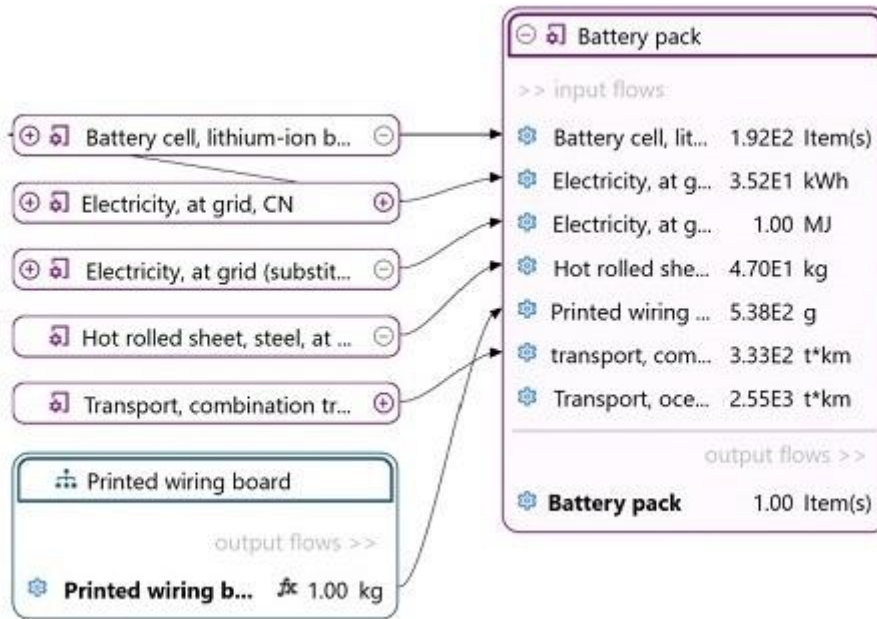 Battery cell, lithium-ion b...
Electricity, at grid, CN
Electricity, at grid (substit...
Hot rolled sheet, steel, at ...
Transport, combination tr...
Printed wiring board
output flows >>
Printed wiring b... fx 1.00 kg
Battery pack
>> input flows
Battery cell, lit... 1.92E2 Item(s)
Electricity, at g... 3.52E1 kWh
Electricity, at g... 1.00 MJ
Hot rolled she... 4.70E1 kg
Printed wiring ... 5.38E2 g
transport, com... 3.33E2 t*km
Transport, oce... 2.55E3 t*km
output flows >>
Battery pack 1.00 Item(s)